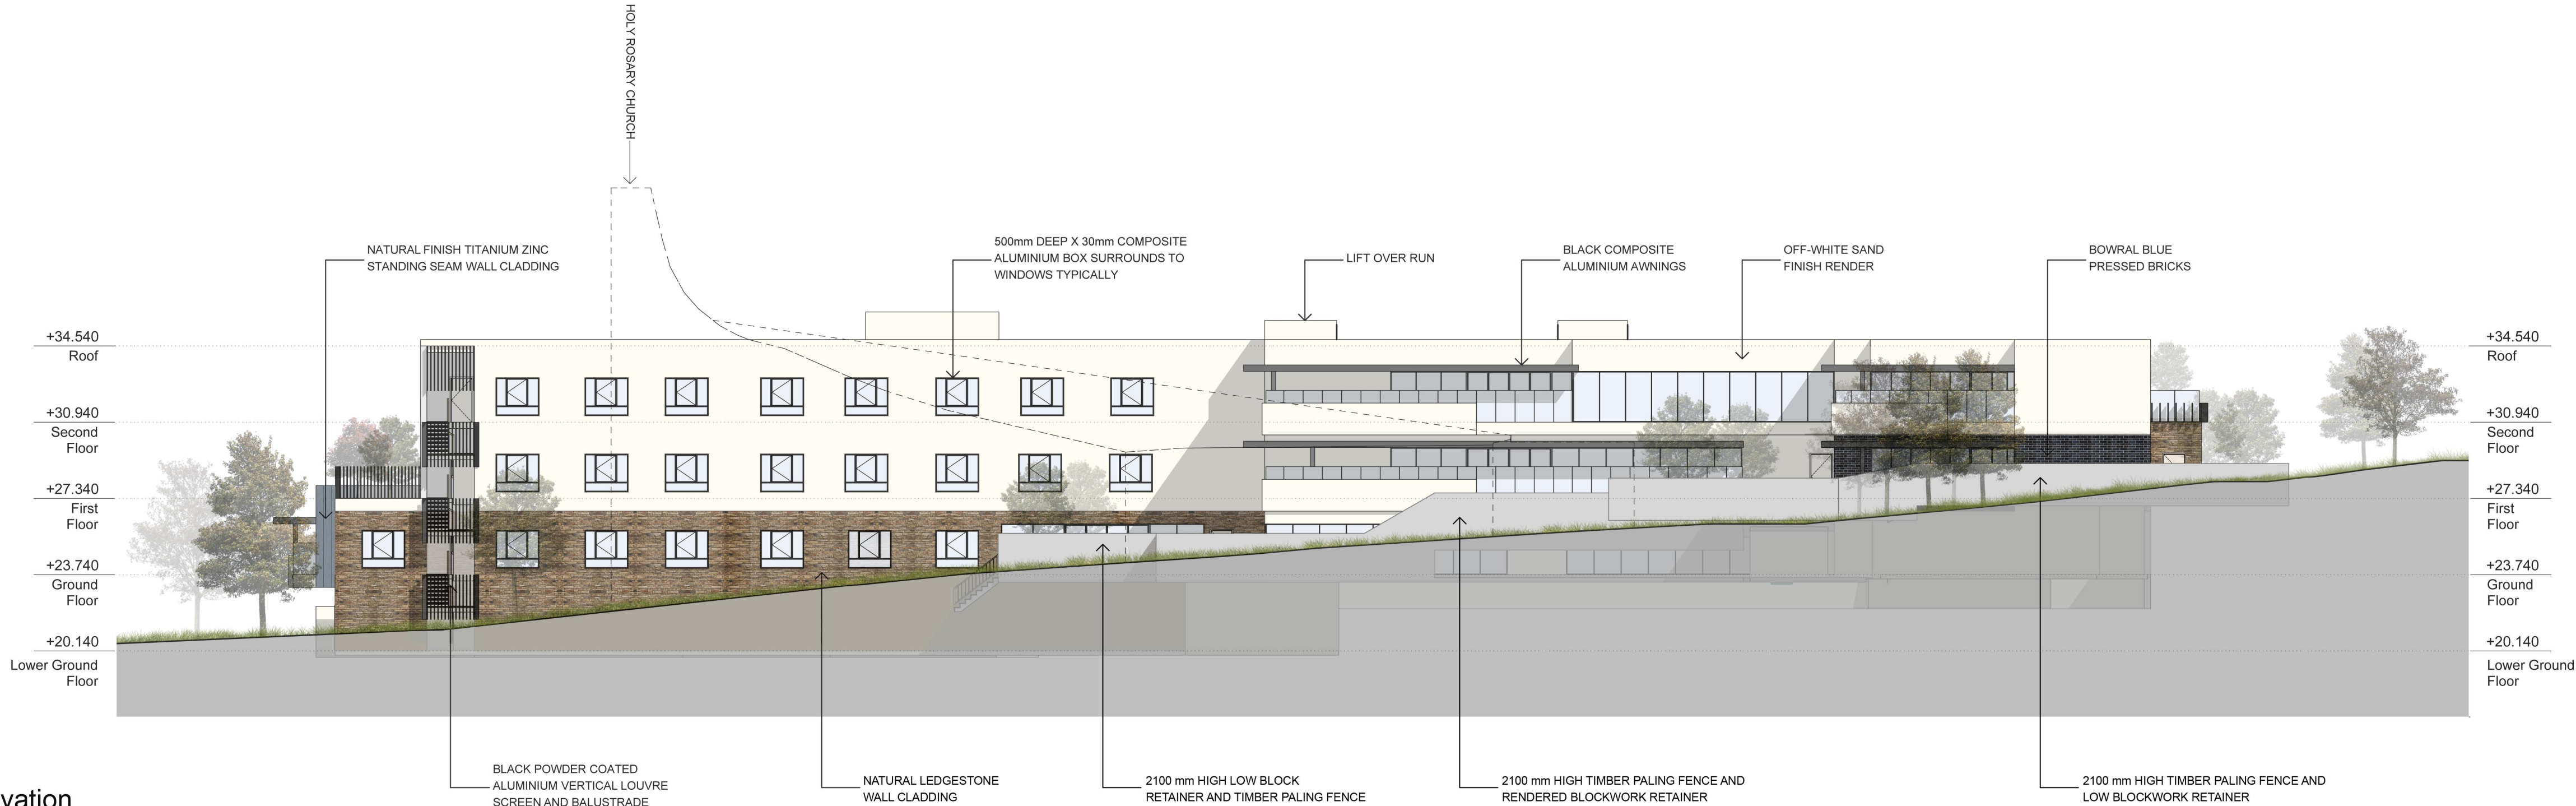 HOLY ROSARY CHURCH
NATURAL FINISH TITANIUM ZINC
STANDING SEAM WALL CLADDING
500mm DEEP X 30mm COMPOSITE
ALUMINIUM BOX SURROUNDS TO
WINDOWS TYPICALLY
LIFT OVER RUN
BLACK COMPOSITE
ALUMINIUM AWNINGS
OFF-WHITE SAND
FINISH RENDER
BOWRAL BLUE
PRESSED BRICKS
+34.540
Roof
+30.940
Second
Floor
+27.340
First
Floor
+23.740
Ground
Floor
+20.140
Lower Ground
Floor
+34.540
Roof
+30.940
Second
Floor
+27.340
First
Floor
+23.740
Ground
Floor
+20.140
Lower Ground
Floor
BLACK POWDER COATED
ALUMINIUM VERTICAL LOUVRE
SCREEN AND BALUSTRADE
NATURAL LEDGESTONE
WALL CLADDING
2100 mm HIGH LOW BLOCK
RETAINER AND TIMBER PALING FENCE
2100 mm HIGH TIMBER PALING FENCE AND
RENDERED BLOCKWORK RETAINER
2100 mm HIGH TIMBER PALING FENCE AND
LOW BLOCKWORK RETAINER
vation